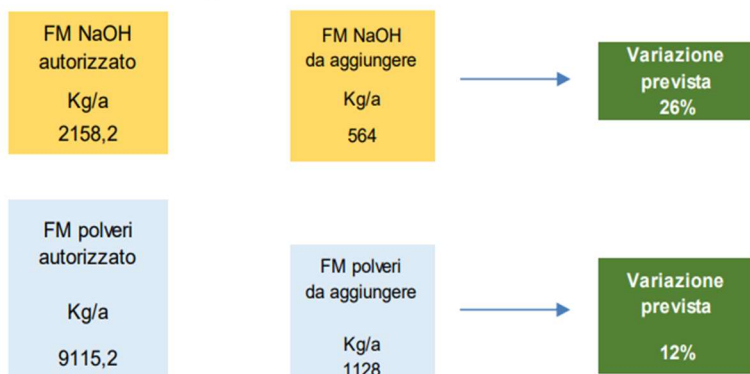 FM NaOH
autorizzato
Kg/a
2158,2
FM NaOH
da aggiungere
Kg/a
564
Variazione
prevista
26%
FM polveri
autorizzato
Kg/a
9115,2
FM polveri
da aggiungere
Kg/a
1128
Variazione
prevista
12%